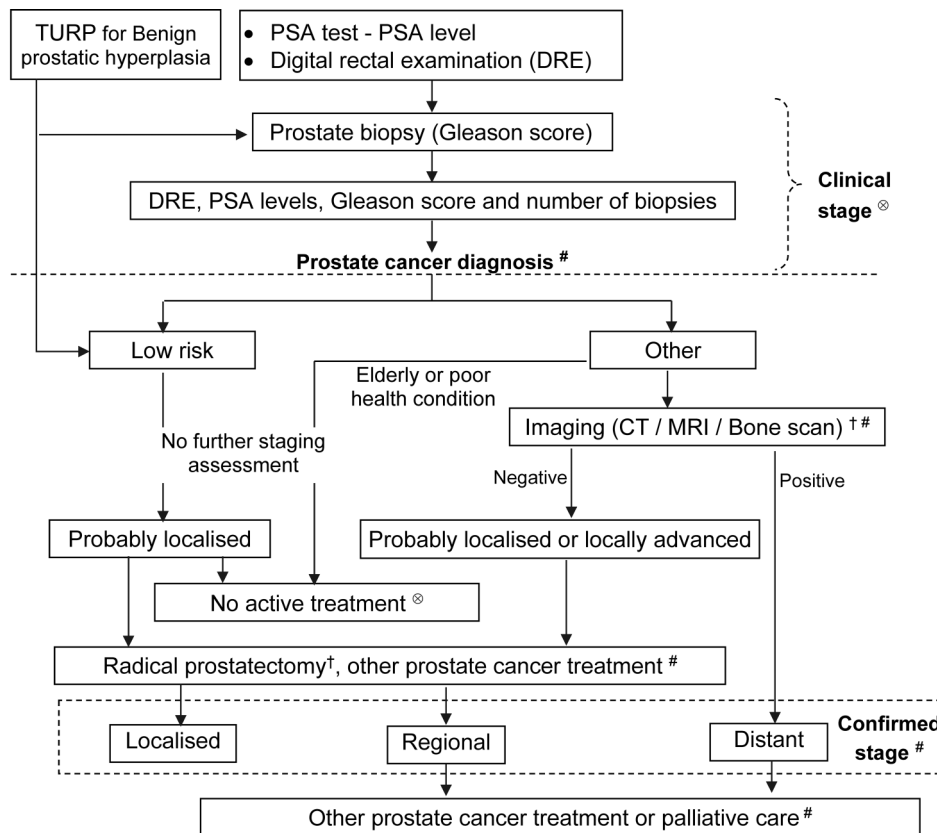 TURP for Benign
prostatic hyperplasia
• PSA test - PSA level
• Digital rectal examination (DRE)
Prostate biopsy (Gleason score)
DRE, PSA levels, Gleason score and number of biopsies
Clinical
stage ⊗
Prostate cancer diagnosis #
Low risk
Other
Elderly or poor
health condition
Imaging (CT / MRI / Bone scan) † #
No further staging
assessment
Negative
Positive
Probably localised
Probably localised or locally advanced
No active treatment ⊗
Radical prostatectomy†, other prostate cancer treatment #
Localised
Regional
Distant
Confirmed
stage #
Other prostate cancer treatment or palliative care #